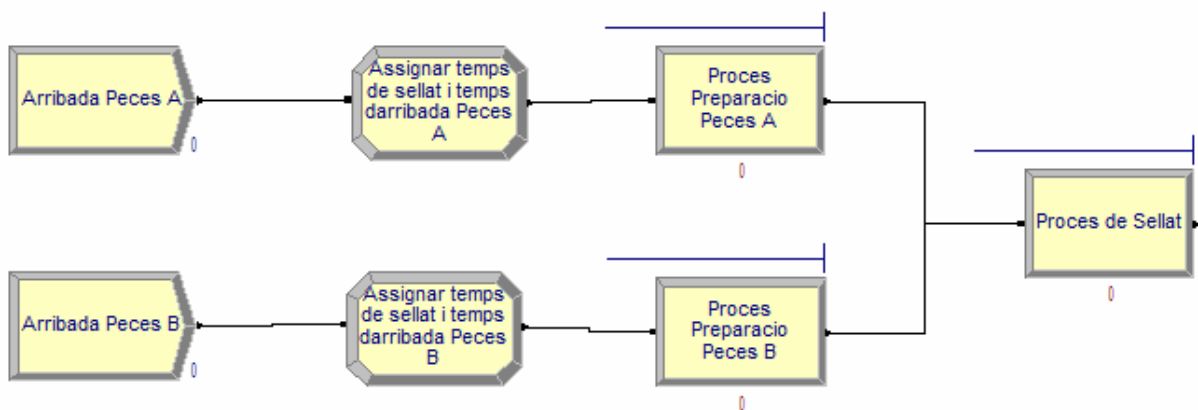 Arribada Peces A
0
Assignar temps
de sellat i temps
darribada Peces
A
Proces
Preparacio
Peces A
0
Proces de Sellat
0
Arribada Peces B
0
Assignar temps
de sellat i temps
darribada Peces
B
Proces
Preparacio
Peces B
0